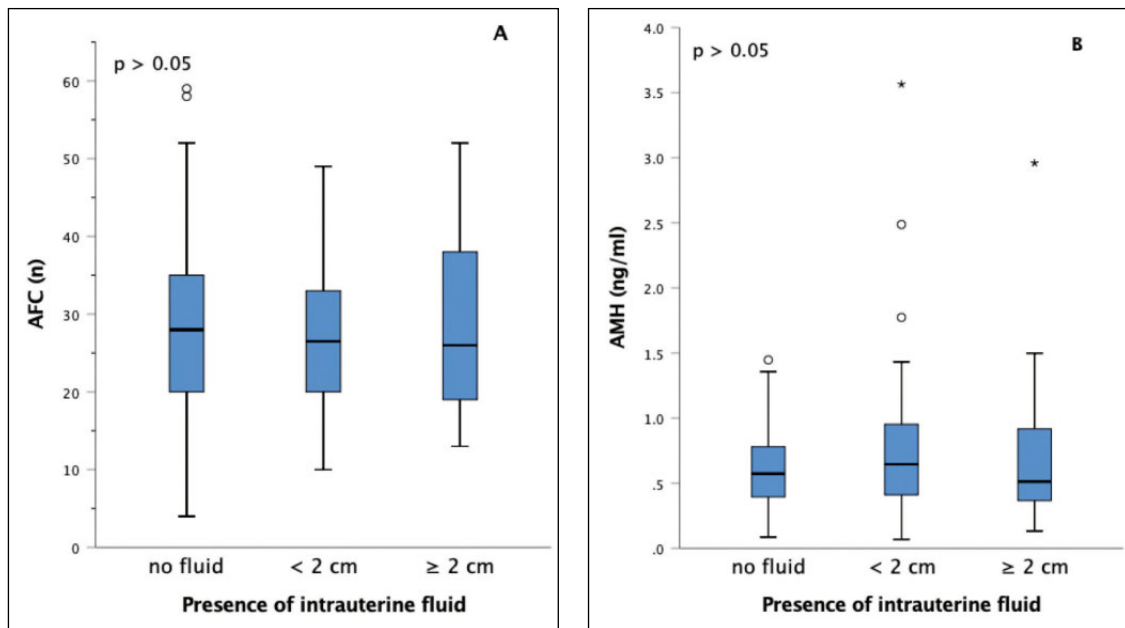 A
p > 0.05
60
50
40
30
20
10
0
AFC (n)
no fluid < 2 cm ≥ 2 cm
Presence of intrauterine fluid
B
p > 0.05
4.0
3.5
3.0
2.5
2.0
1.5
1.0
.5
.0
AMH (ng/ml)
no fluid < 2 cm ≥ 2 cm
Presence of intrauterine fluid